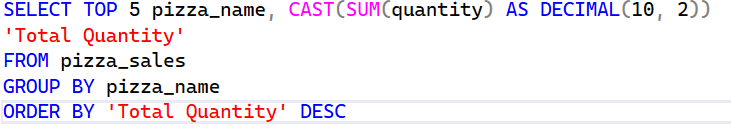 SELECT TOP 5 pizza_name, CAST(SUM(quantity) AS DECIMAL(10, 2))
'Total Quantity'
FROM pizza_sales
GROUP BY pizza_name
ORDER BY 'Total Quantity' DESC